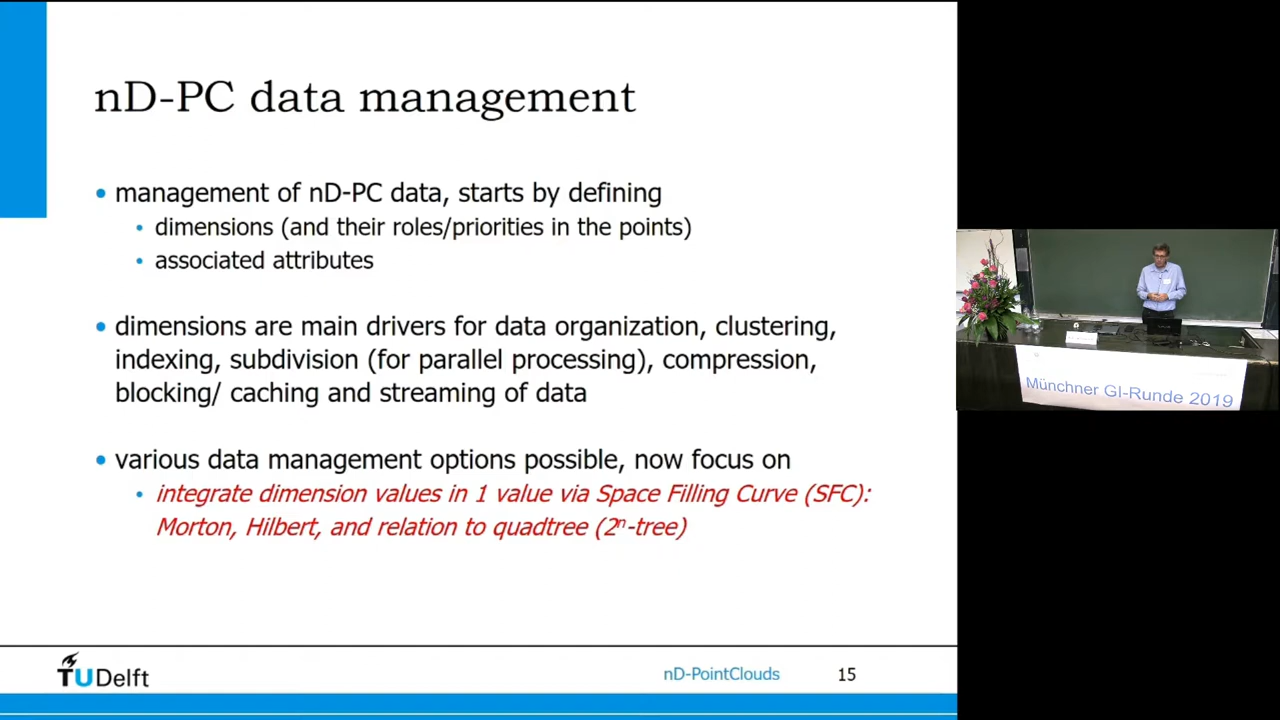 nD-PC data management
• management of nD-PC data, starts by defining
• dimensions (and their roles/priorities in the points)
• associated attributes
• dimensions are main drivers for data organization, clustering,
indexing, subdivision (for parallel processing), compression,
blocking/ caching and streaming of data
• various data management options possible, now focus on
• integrate dimension values in 1 value via Space Filling Curve (SFC):
Morton, Hilbert, and relation to quadtree (2ⁿ-tree)
TUDelft
nD-PointClouds
15
Münchner GI-Runde 2019